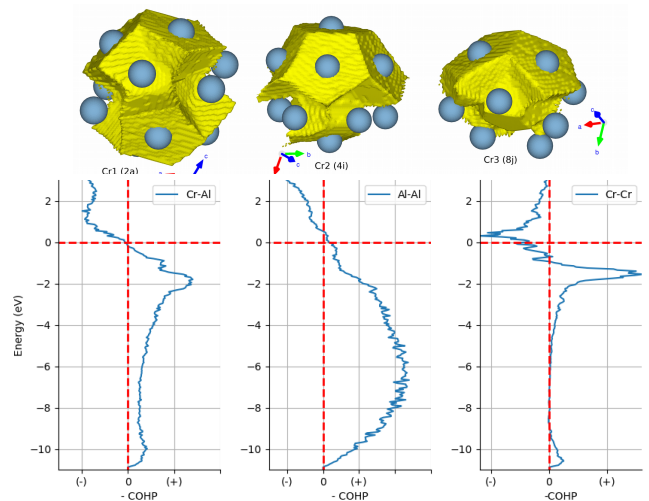 Cr1 (2a)
c
Cr2 (4i)
b
c
Cr3 (8j)
c
a
b
Cr-Al
Al-Al
Cr-Cr
Energy (eV)
2
0
−2
−4
−6
−8
−10
2
0
−2
−4
−6
−8
−10
2
0
−2
−4
−6
−8
−10
(-) 0 (+)
(-) 0 (+)
(-) 0 (+)
- COHP
- COHP
-COHP